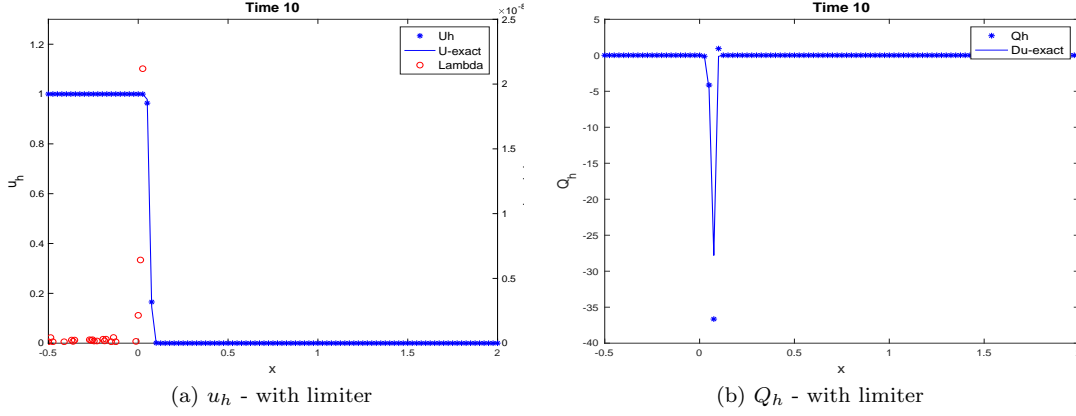 Time 10
×10⁻⁸
Uh
U-exact
Lambda
u_h
x
1.2
1
0.8
0.6
0.4
0.2
0
-0.5 0 0.5 1 1.5 2
2.5
2
1.5
1
0.5
0
(a) u_h - with limiter
Time 10
Qh
Du-exact
Q_h
x
5
0
-5
-10
-15
-20
-25
-30
-35
-40
-0.5 0 0.5 1 1.5 2
(b) Q_h - with limiter